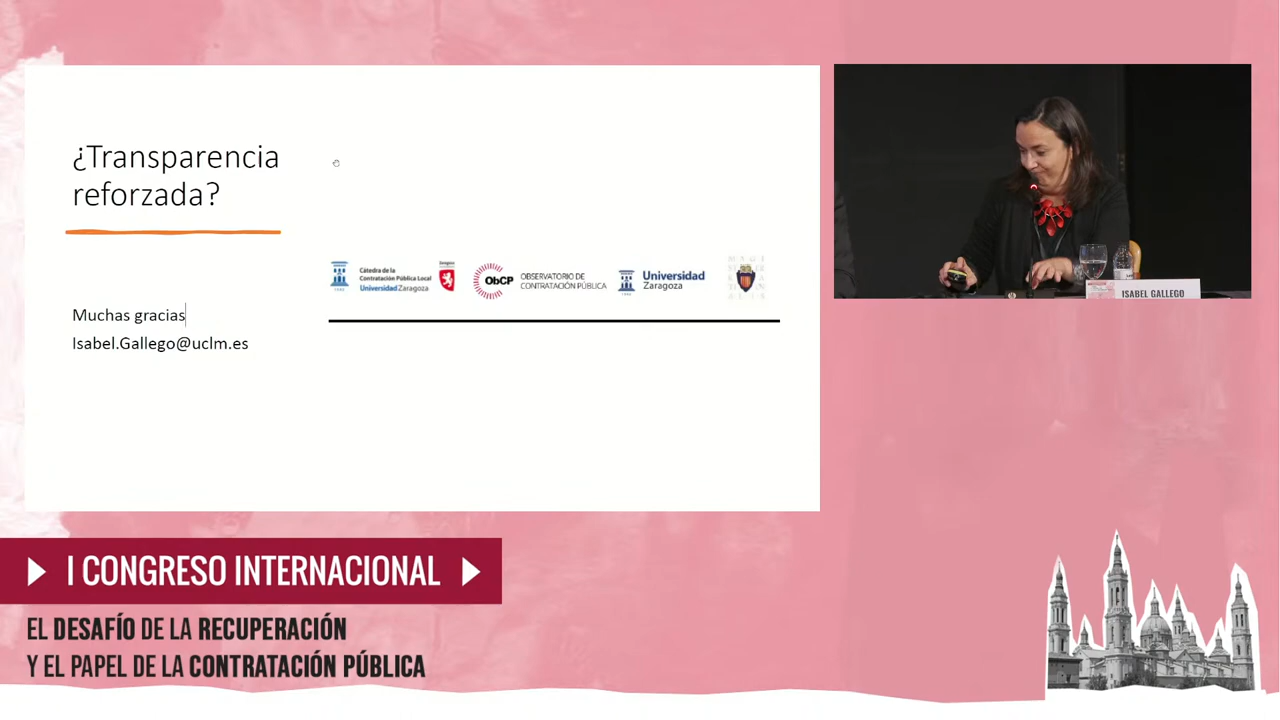 ¿Transparencia
reforzada?
Cátedra de la
Contratación Pública Local
Universidad Zaragoza
ObCP
OBSERVATORIO DE
CONTRATACIÓN PÚBLICA
Universidad
Zaragoza
Muchas gracias
Isabel.Gallego@uclm.es
ISABEL GALLEGO
I CONGRESO INTERNACIONAL
EL DESAFÍO DE LA RECUPERACIÓN
Y EL PAPEL DE LA CONTRATACIÓN PÚBLICA